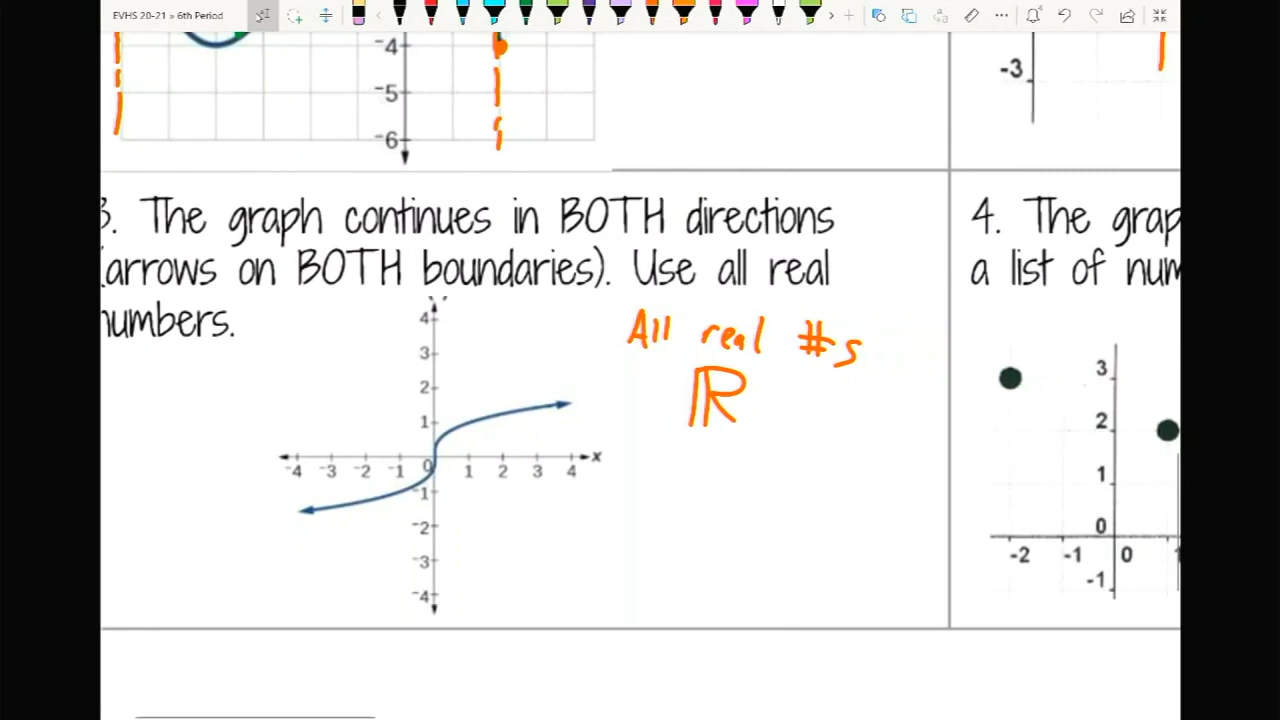 EVHS 20-21 » 6th Period
-4
-5
-6
-3
3. The graph continues in BOTH directions
(arrows on BOTH boundaries). Use all real
numbers.
All real #s
ℝ
4
3
2
1
-4 -3 -2 -1 0 1 2 3 4 x
-1
-2
-3
-4
4. The grap
a list of num
3
2
1
0
-2 -1 0 1
-1